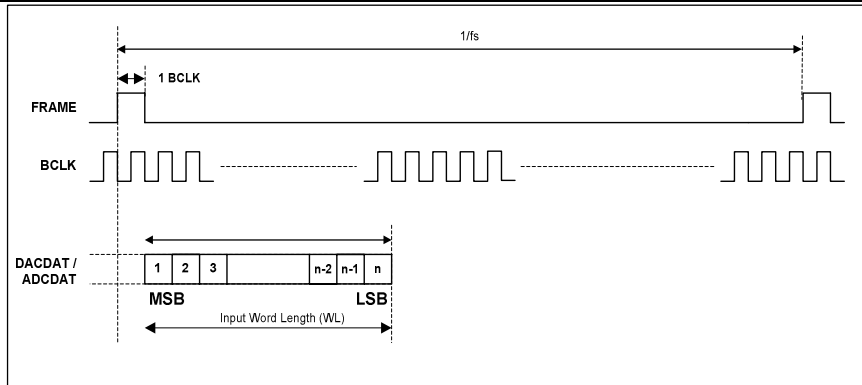 1/fs
1 BCLK
FRAME
BCLK
DACDAT /
ADCDAT
1 2 3 n-2 n-1 n
MSB LSB
Input Word Length (WL)